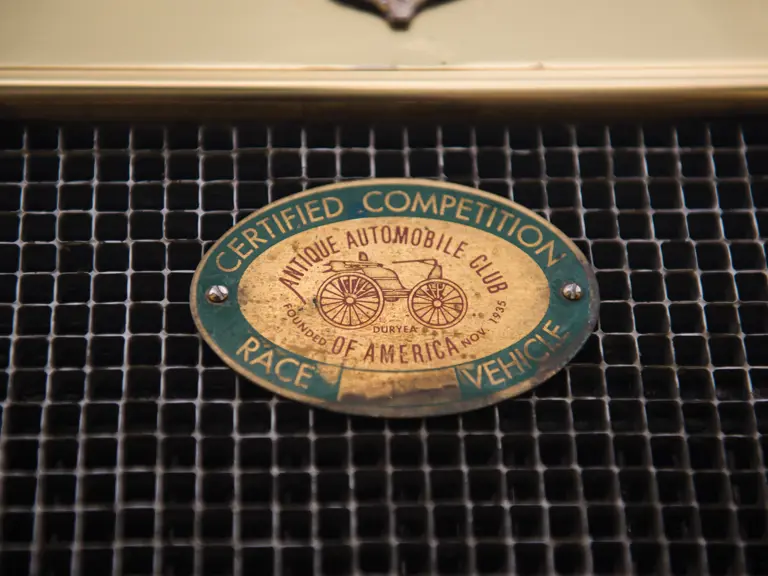 CERTIFIED COMPETITION
ANTIQUE AUTOMOBILE CLUB
FOUNDED
DURYEA
NOV. 1935
OF AMERICA
RACE VEHICLE